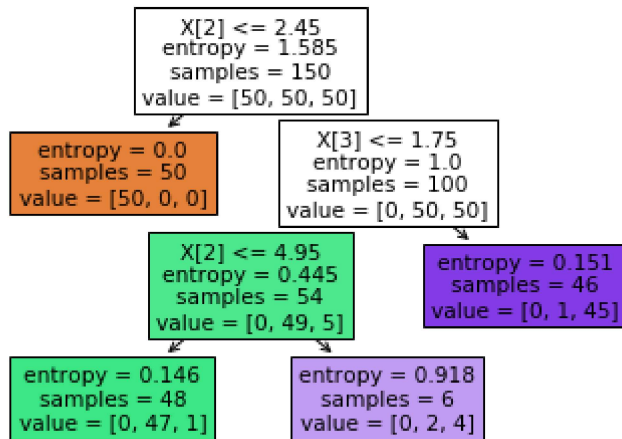 X[2] <= 2.45
entropy = 1.585
samples = 150
value = [50, 50, 50]
entropy = 0.0
samples = 50
value = [50, 0, 0]
X[3] <= 1.75
entropy = 1.0
samples = 100
value = [0, 50, 50]
X[2] <= 4.95
entropy = 0.445
samples = 54
value = [0, 49, 5]
entropy = 0.151
samples = 46
value = [0, 1, 45]
entropy = 0.146
samples = 48
value = [0, 47, 1]
entropy = 0.918
samples = 6
value = [0, 2, 4]